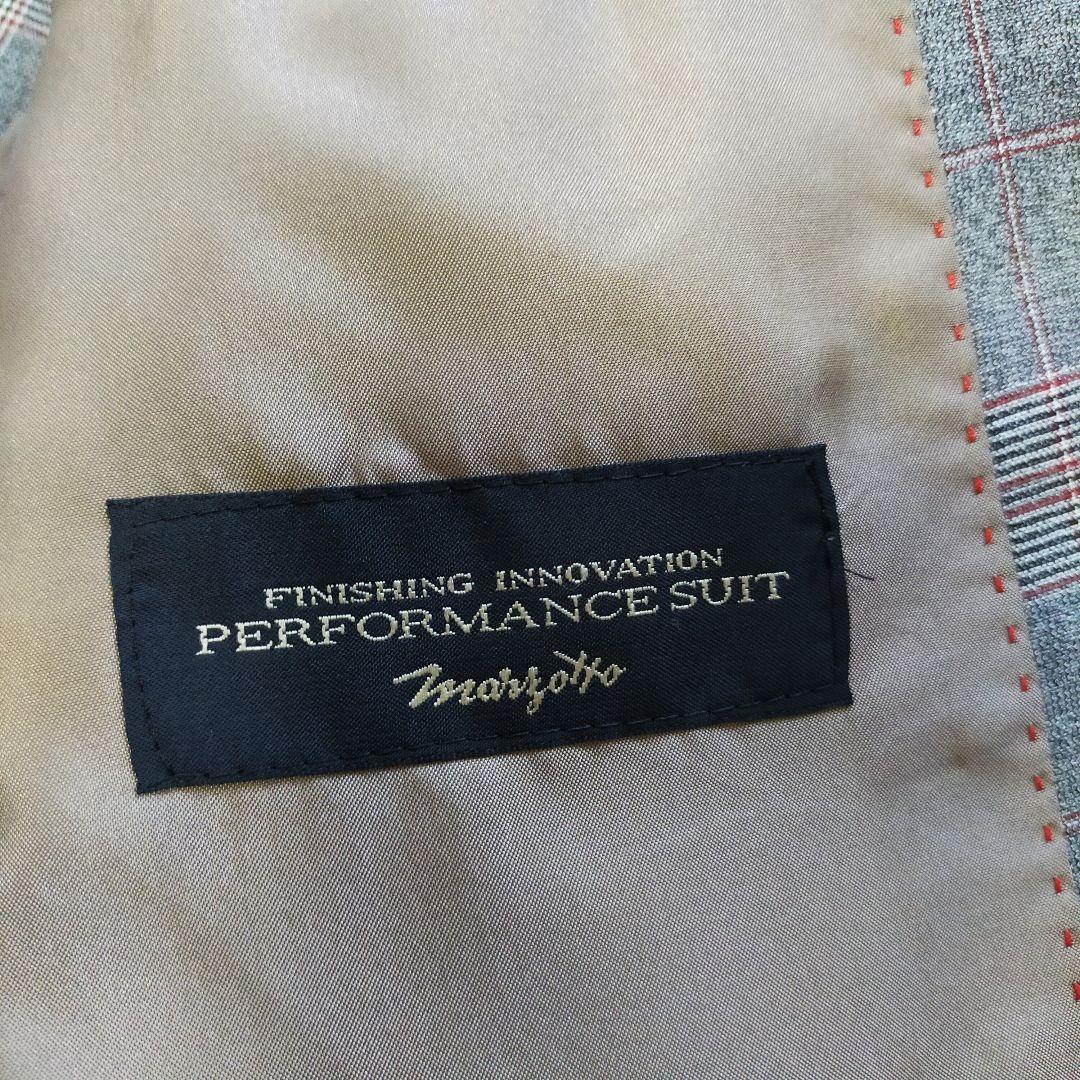 FINISHING INNOVATION
PERFORMANCE SUIT
marzotto